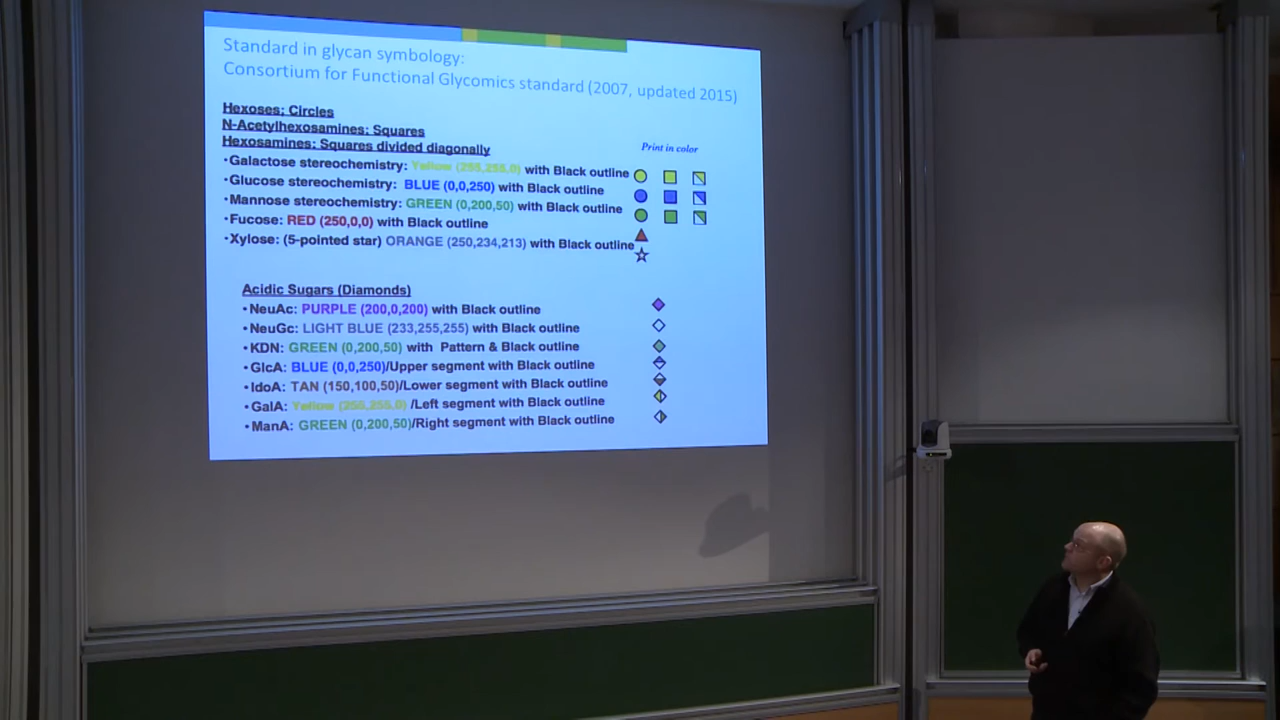 Standard in glycan symbology:
Consortium for Functional Glycomics standard (2007, updated 2015)
Hexoses; Circles
N-Acetylhexosamines; Squares
Hexosamines; Squares divided diagonally
Print in color
•Galactose stereochemistry: Yellow (255,255,0) with Black outline
•Glucose stereochemistry: BLUE (0,0,250) with Black outline
•Mannose stereochemistry: GREEN (0,200,50) with Black outline
•Fucose: RED (250,0,0) with Black outline
•Xylose: (5-pointed star) ORANGE (250,234,213) with Black outline
Acidic Sugars (Diamonds)
•NeuAc: PURPLE (200,0,200) with Black outline
•NeuGc: LIGHT BLUE (233,255,255) with Black outline
•KDN: GREEN (0,200,50) with Pattern & Black outline
•GlcA: BLUE (0,0,250)/Upper segment with Black outline
•IdoA: TAN (150,100,50)/Lower segment with Black outline
•GalA: Yellow (255,255,0) /Left segment with Black outline
•ManA: GREEN (0,200,50)/Right segment with Black outline